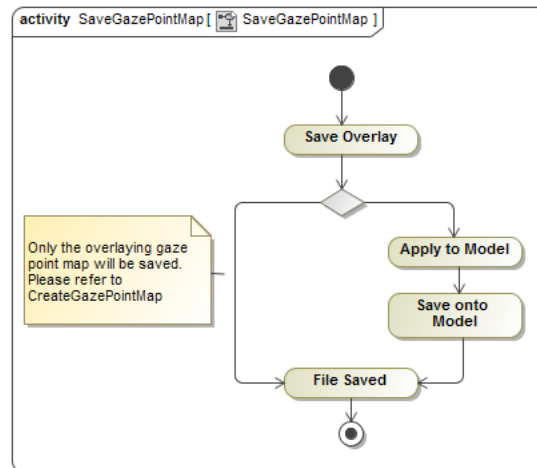 activity SaveGazePointMap [ SaveGazePointMap ]
Save Overlay
Only the overlaying gaze
point map will be saved.
Please refer to
CreateGazePointMap
Apply to Model
Save onto
Model
File Saved